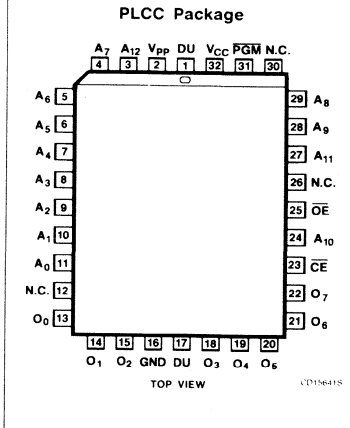 PLCC Package
A7 A12 VPP DU VCC PGM N.C.
4 3 2 1 32 31 30
A6 5 29 A8
A5 6 28 A9
A4 7 27 A11
A3 8 26 N.C.
A2 9 25 OE
A1 10 24 A10
A0 11 23 CE
N.C. 12 22 O7
O0 13 21 O6
14 15 16 17 18 19 20
O1 O2 GND DU O3 O4 O5
TOP VIEW
CD15641S